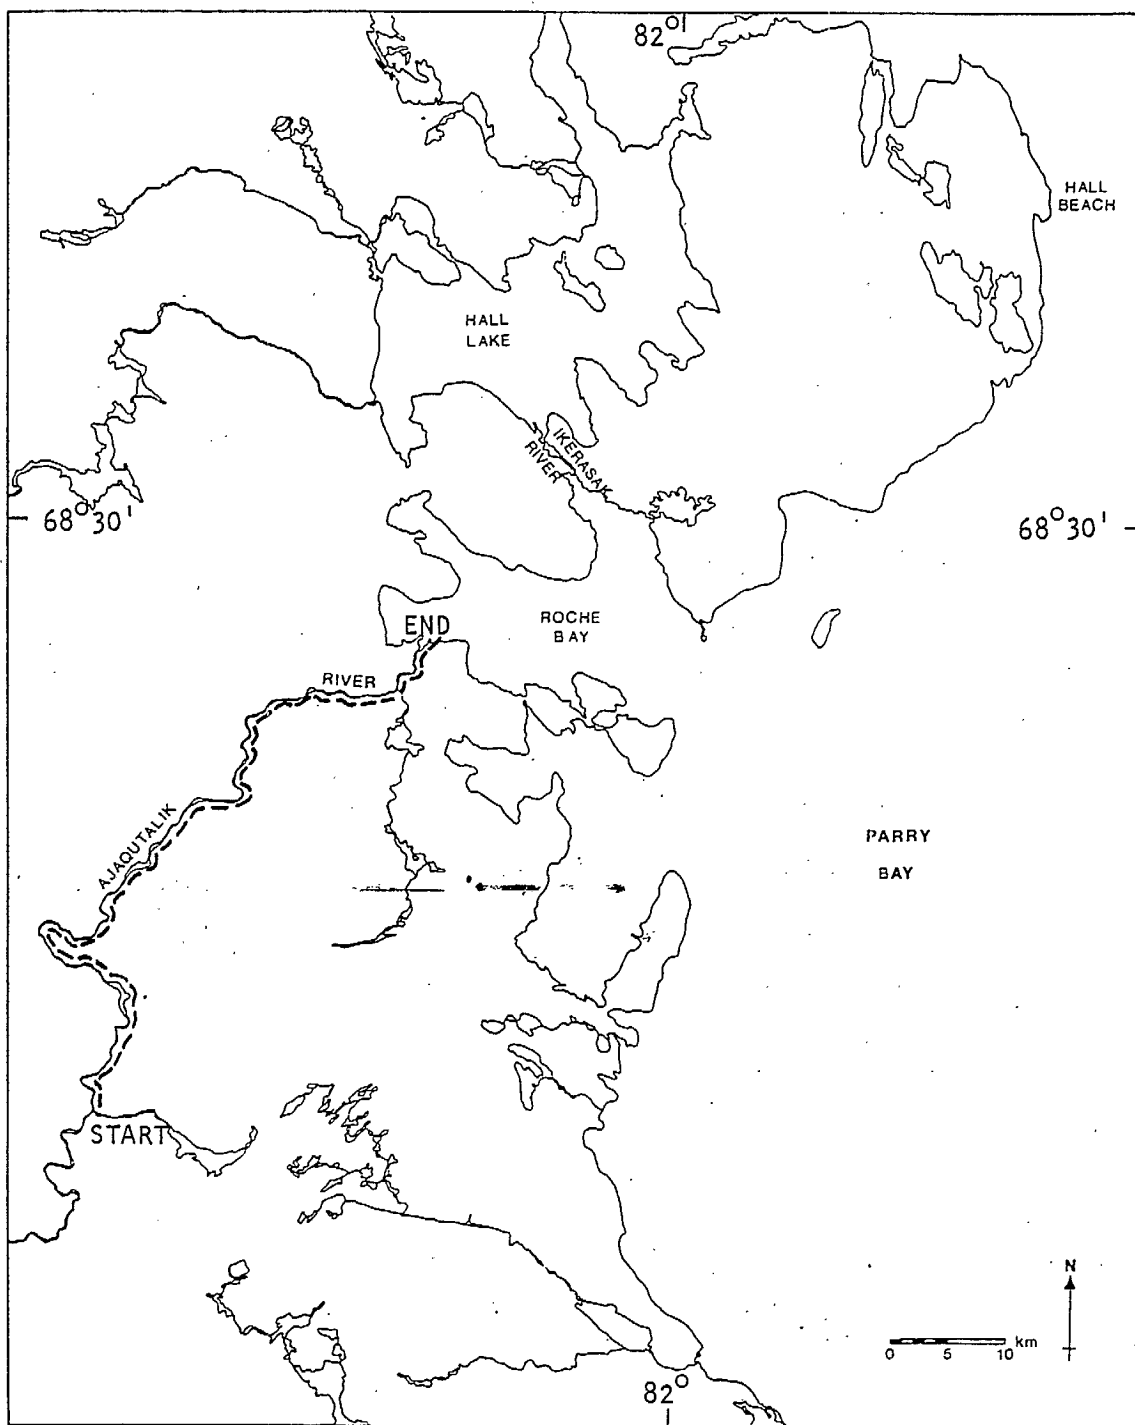 82°
HALL
BEACH
HALL
LAKE
IKERASAK
RIVER
68°30'
68°30'
ROCHE
BAY
END
RIVER
AJAQUTALIK
PARRY
BAY
START
N
km
0 5 10
82°